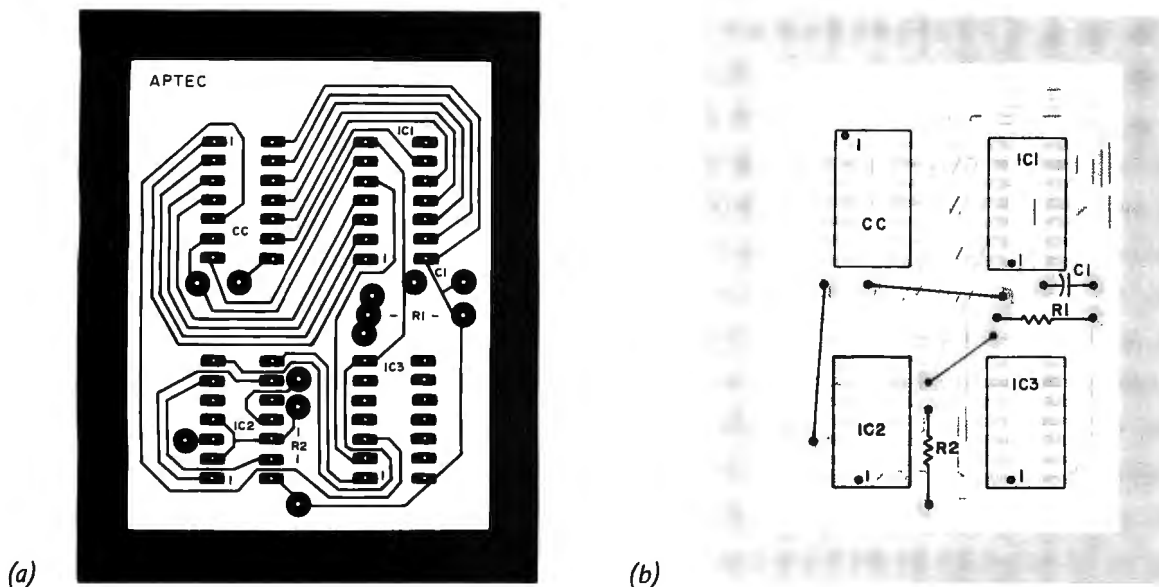 APTEC
1 IC1
CC
1 C1
- R1 -
IC3
IC2 1
R2
1
1 1
(a)
1 IC1
CC
1 C1
R1
IC3
IC2 R2
1 1
(b)